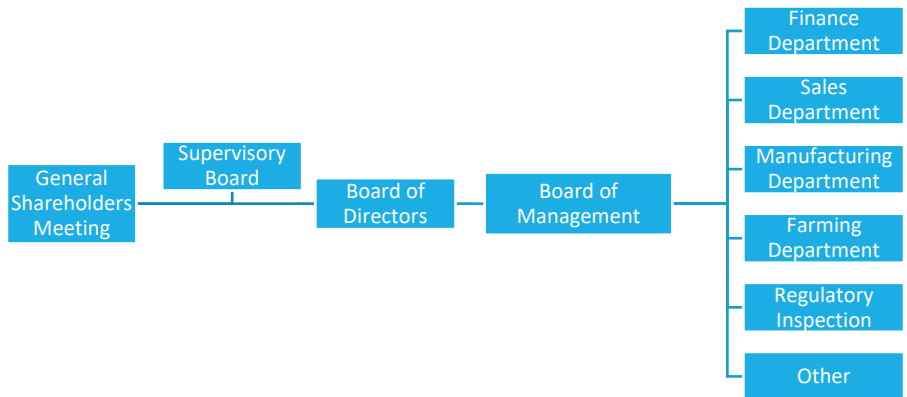 General
Shareholders
Meeting
Supervisory
Board
Board of
Directors
Board of
Management
Finance
Department
Sales
Department
Manufacturing
Department
Farming
Department
Regulatory
Inspection
Other